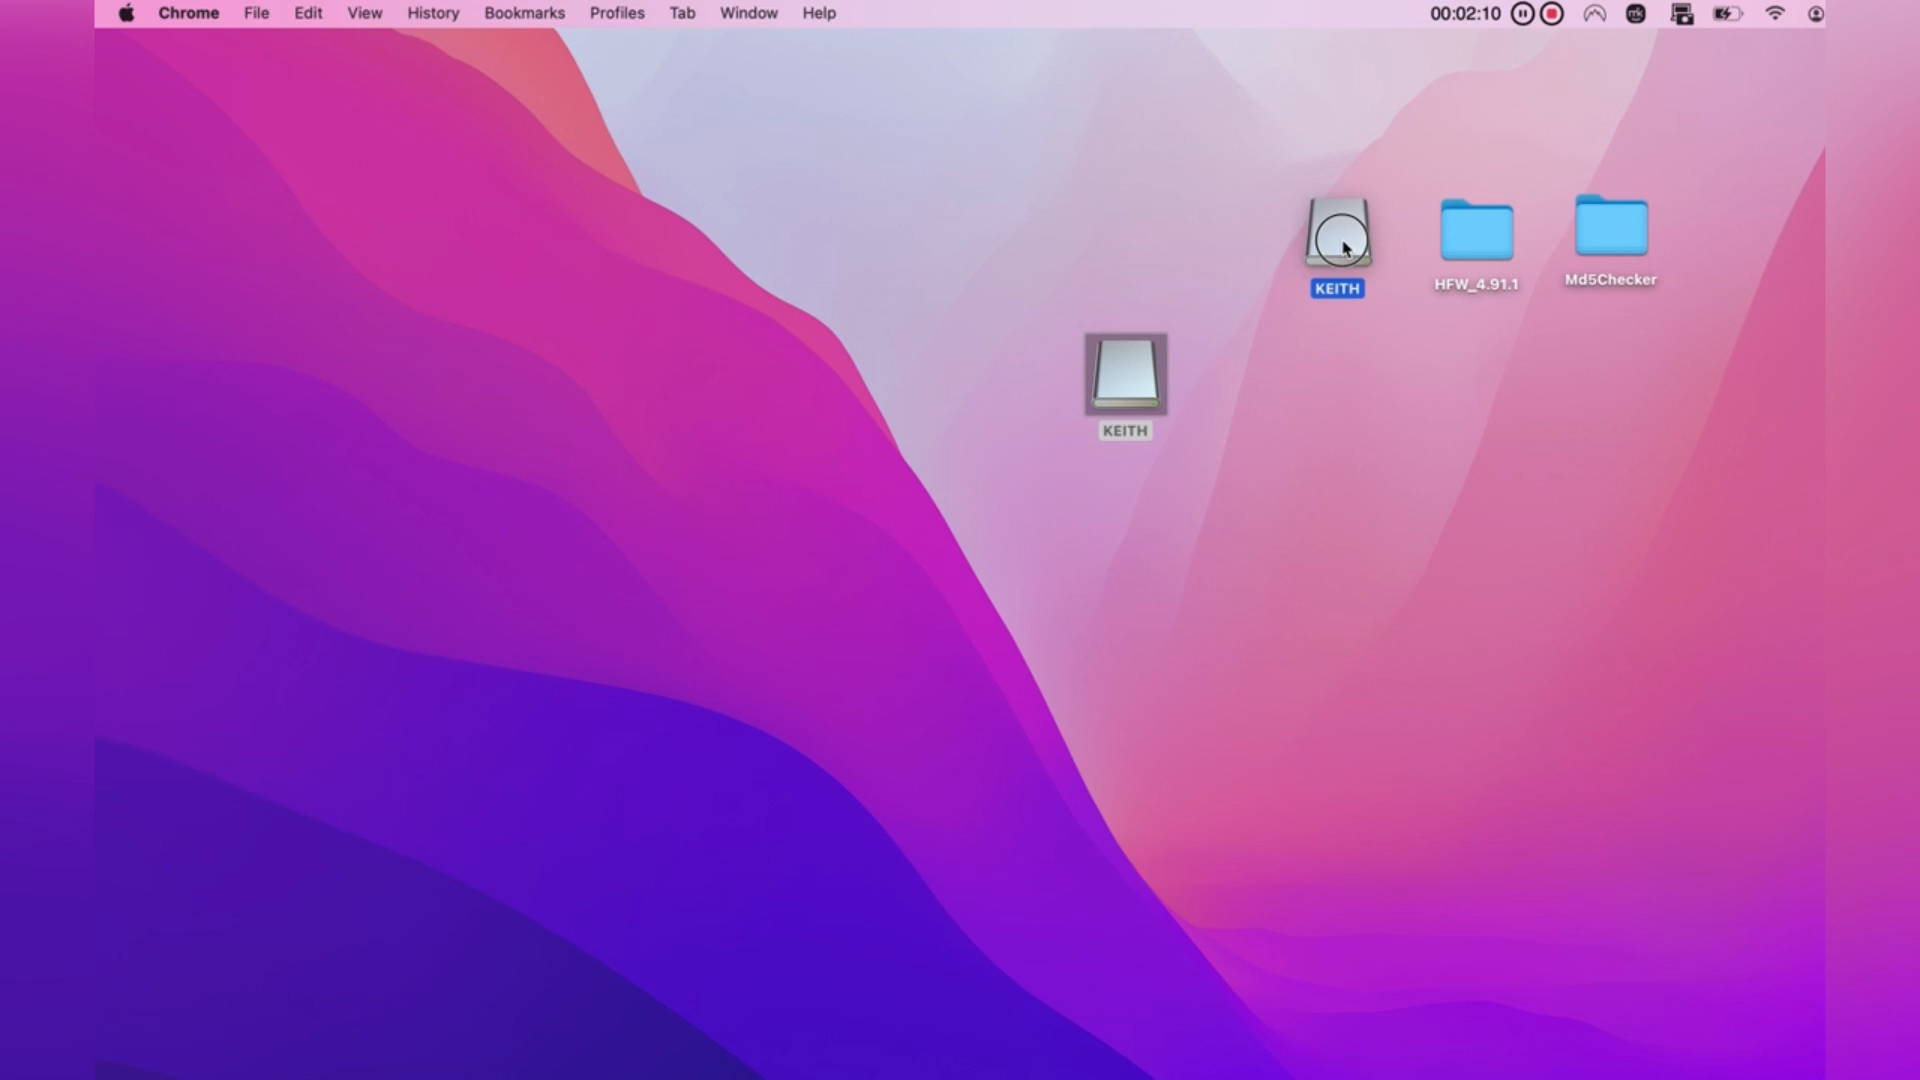 Chrome File Edit View History Bookmarks Profiles Tab Window Help 00:02:10 mk
KEITH HFW_4.91.1 Md5Checker
KEITH